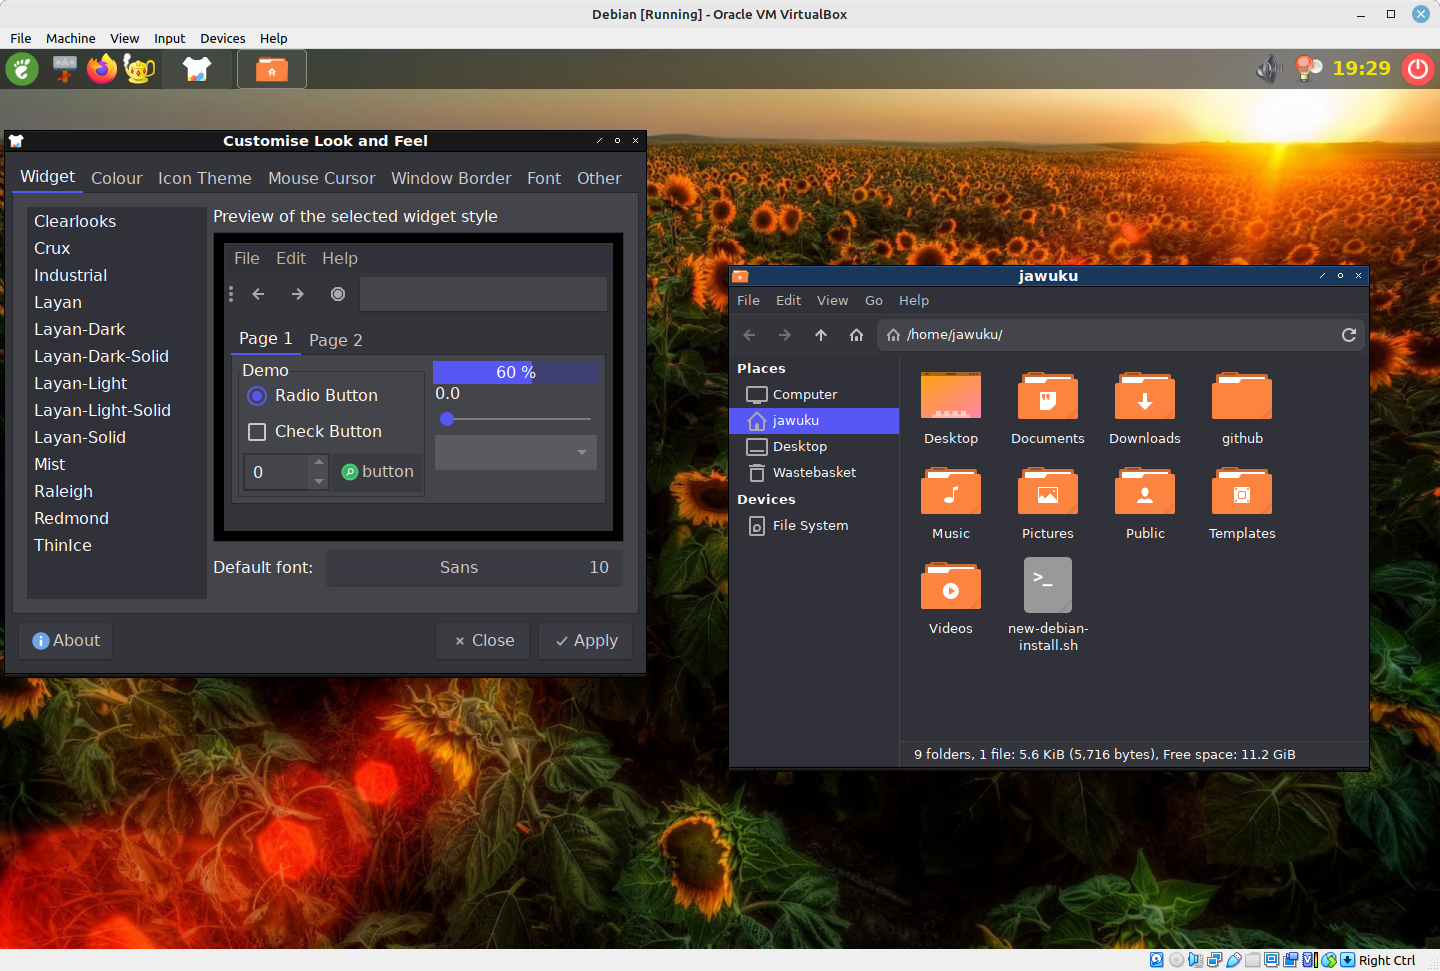 Debian [Running] - Oracle VM VirtualBox
File Machine View Input Devices Help
19:29
Customise Look and Feel
Widget Colour Icon Theme Mouse Cursor Window Border Font Other
Clearlooks
Crux
Industrial
Layan
Layan-Dark
Layan-Dark-Solid
Layan-Light
Layan-Light-Solid
Layan-Solid
Mist
Raleigh
Redmond
ThinIce
Preview of the selected widget style
File Edit Help
Page 1 Page 2
Demo
Radio Button
Check Button
0
button
60 %
0.0
Default font: Sans 10
About Close Apply
jawuku
File Edit View Go Help
/home/jawuku/
Places
Computer
jawuku
Desktop
Wastebasket
Devices
File System
Desktop Documents Downloads github
Music Pictures Public Templates
>_
Videos new-debian-
install.sh
9 folders, 1 file: 5.6 KiB (5,716 bytes), Free space: 11.2 GiB
Right Ctrl